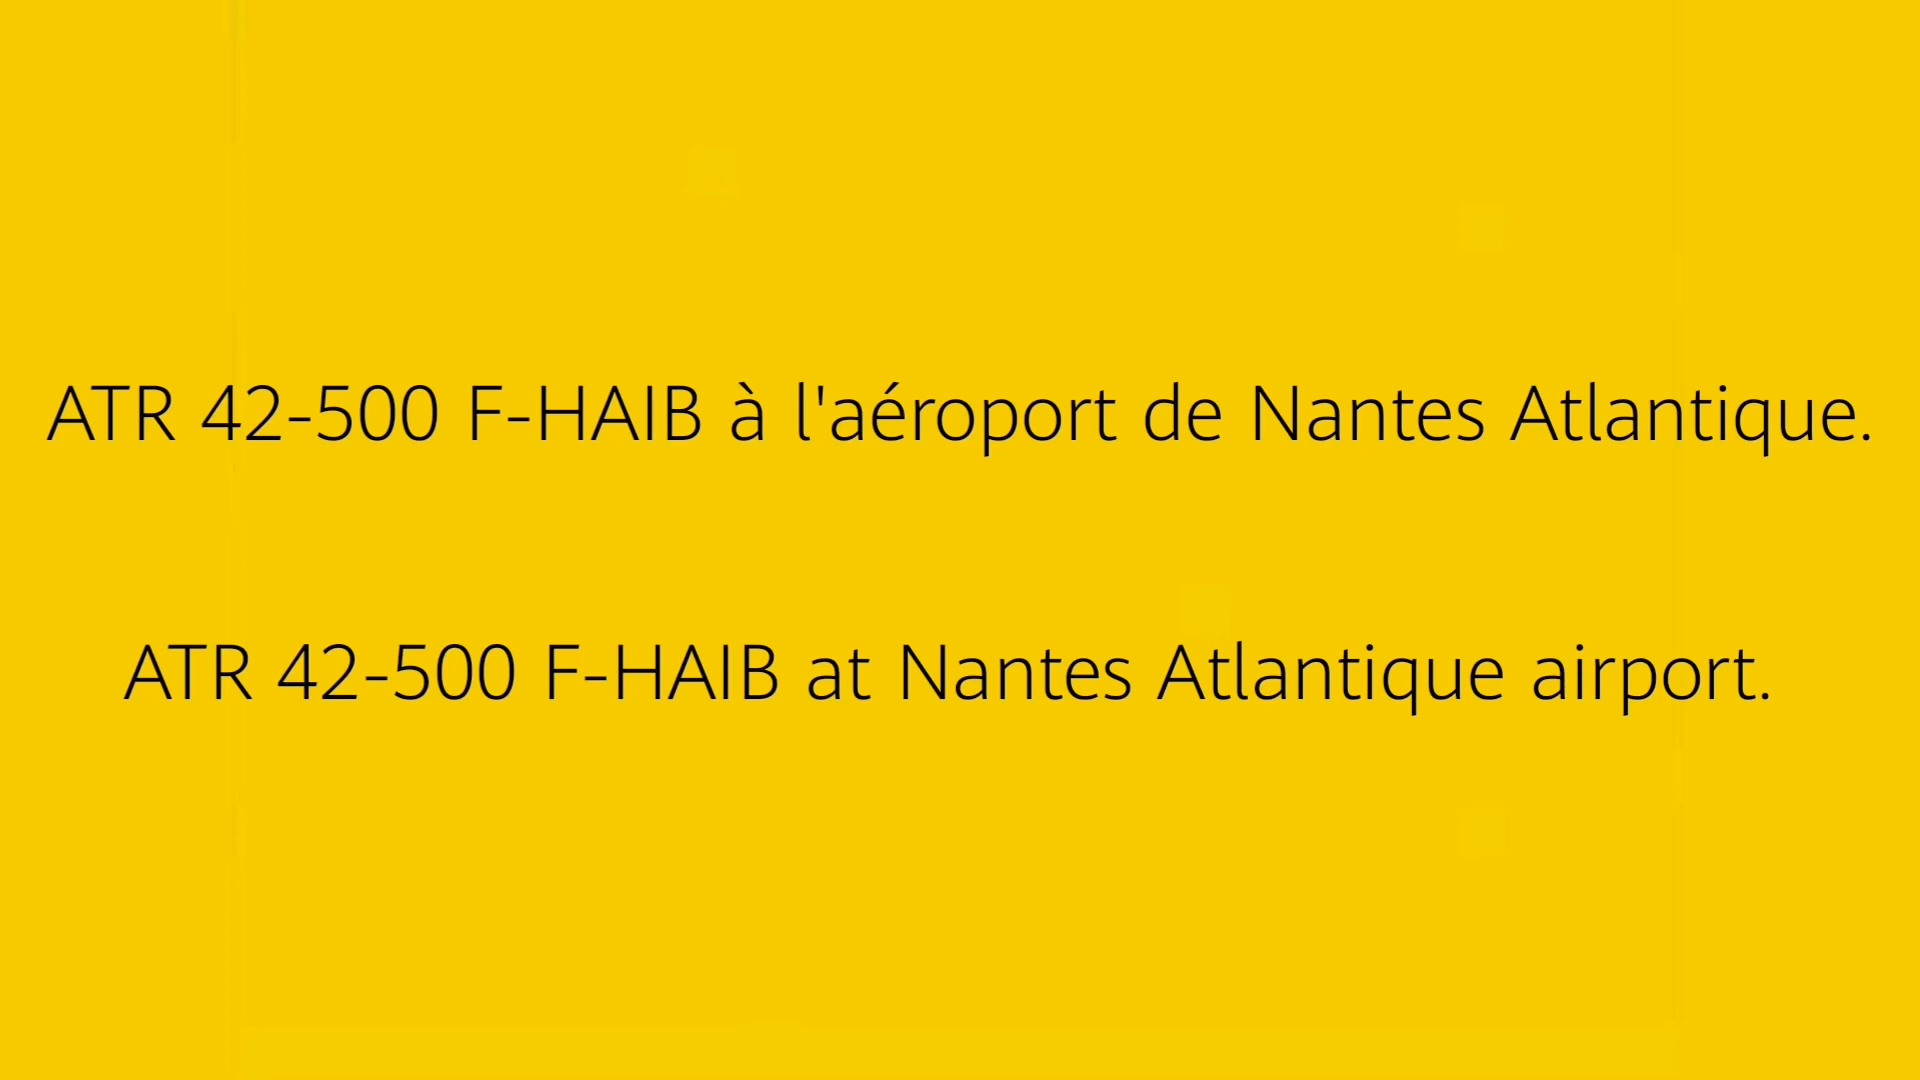 ATR 42-500 F-HAIB à l'aéroport de Nantes Atlantique.
ATR 42-500 F-HAIB at Nantes Atlantique airport.